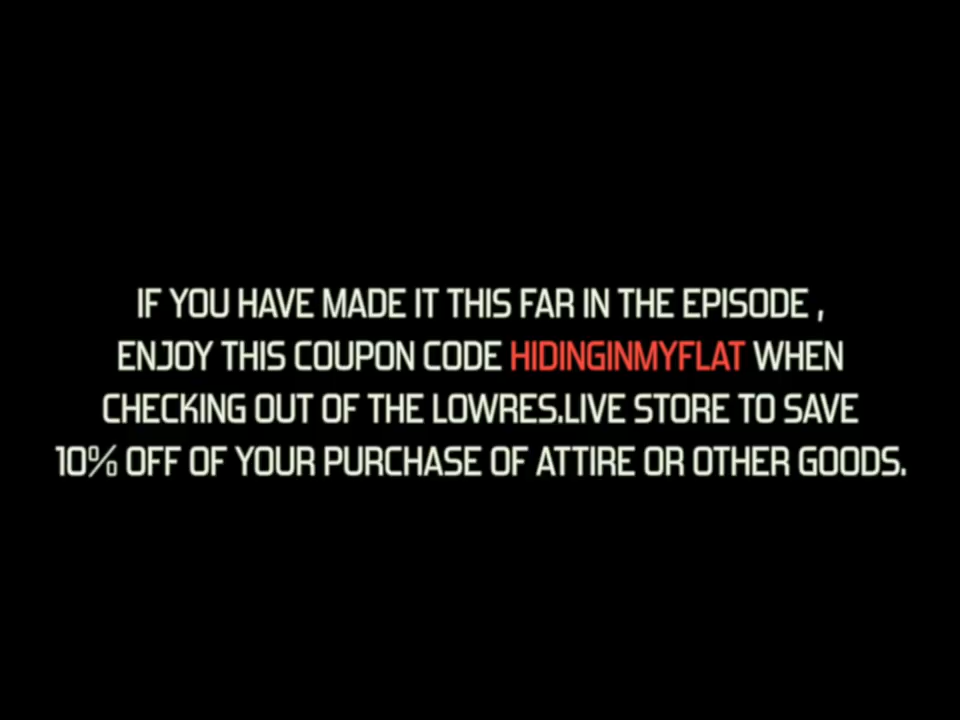 IF YOU HAVE MADE IT THIS FAR IN THE EPISODE ,
ENJOY THIS COUPON CODE HIDINGINMYFLAT WHEN
CHECKING OUT OF THE LOWRES.LIVE STORE TO SAVE
10% OFF OF YOUR PURCHASE OF ATTIRE OR OTHER GOODS.